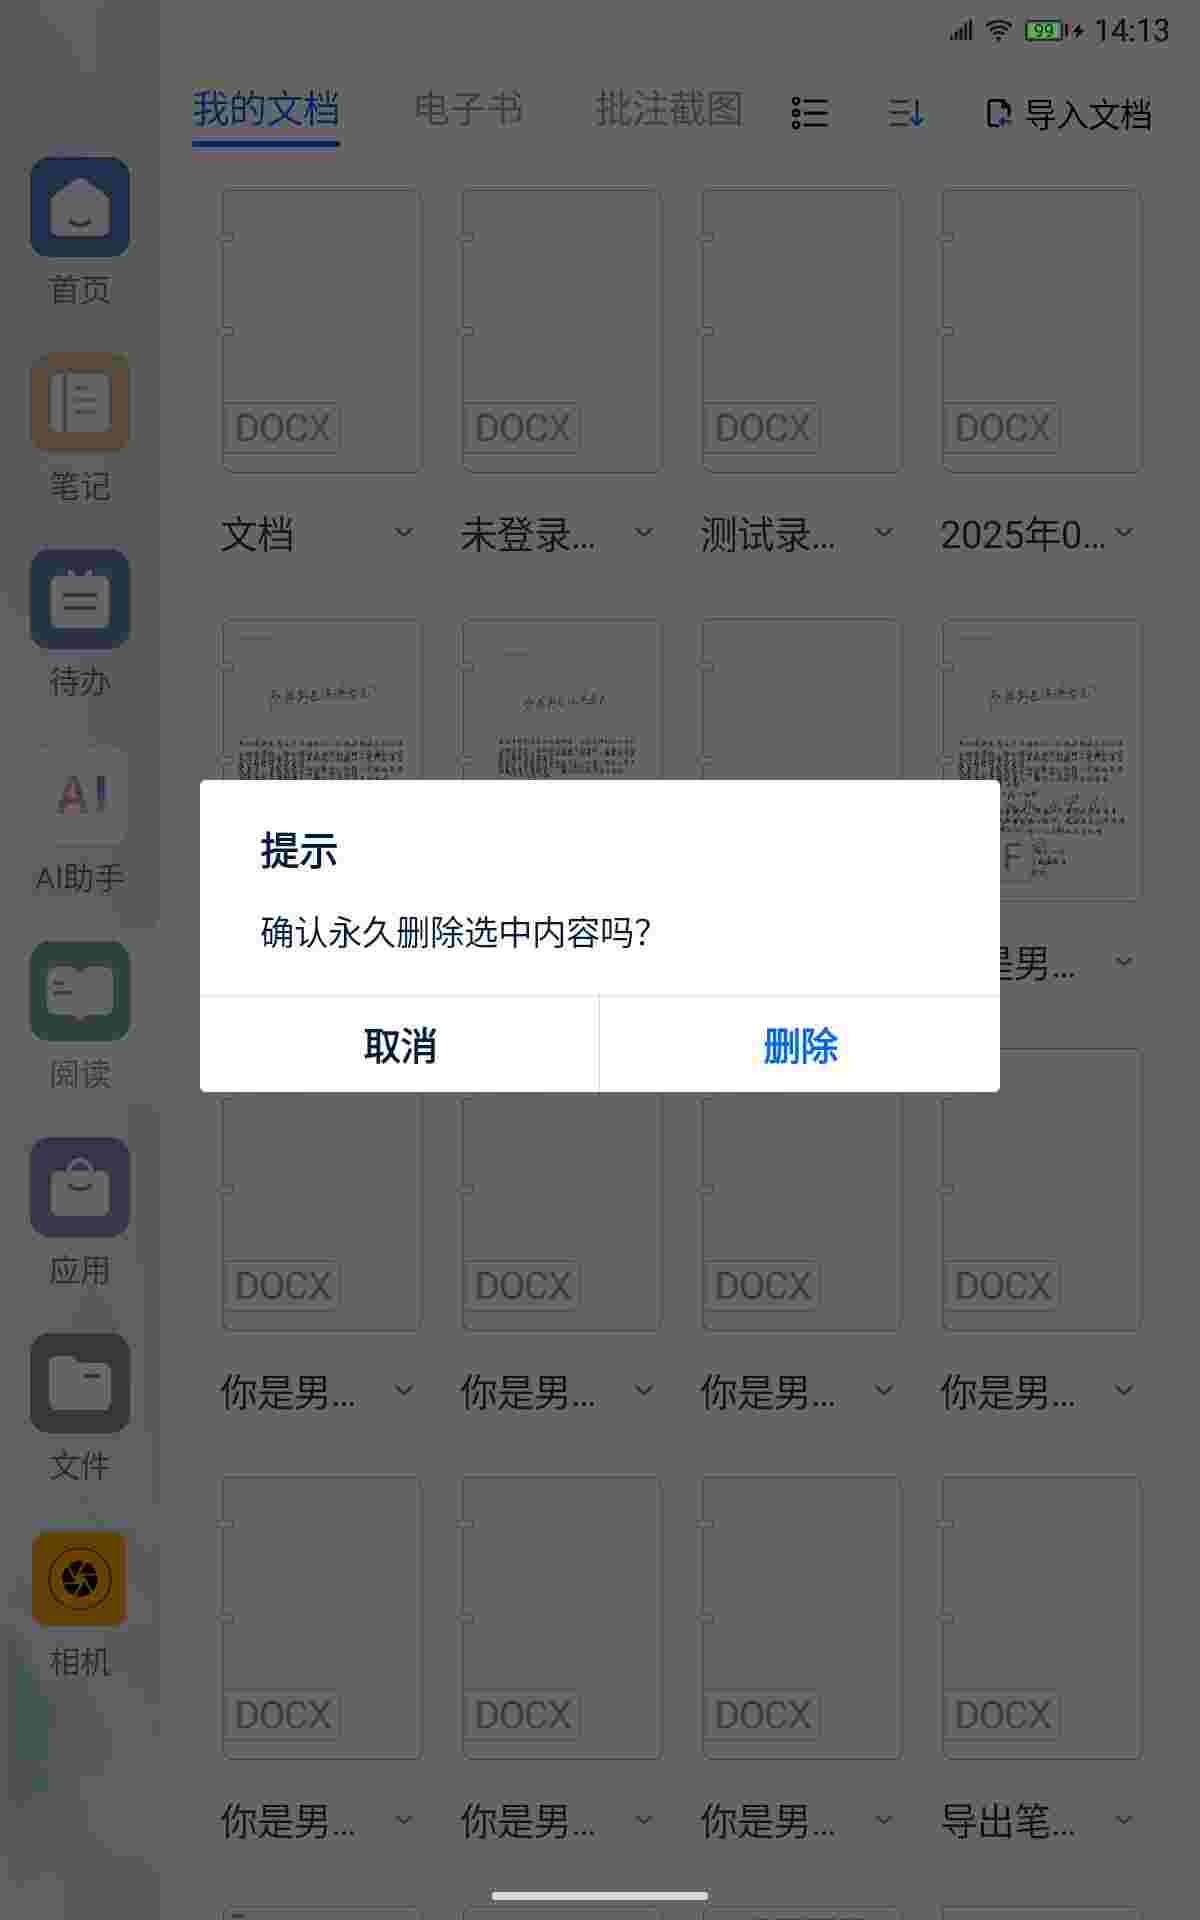 99 14:13
我的文档 电子书 批注截图 导入文档
首页
笔记
待办
AI
AI助手
阅读
应用
文件
相机
DOCX DOCX DOCX DOCX
文档 未登录... 测试录... 2025年0...
提示
确认永久删除选中内容吗?
取消 删除
F
是男...
DOCX DOCX DOCX DOCX
你是男... 你是男... 你是男... 你是男...
DOCX DOCX DOCX DOCX
你是男... 你是男... 你是男... 导出笔...